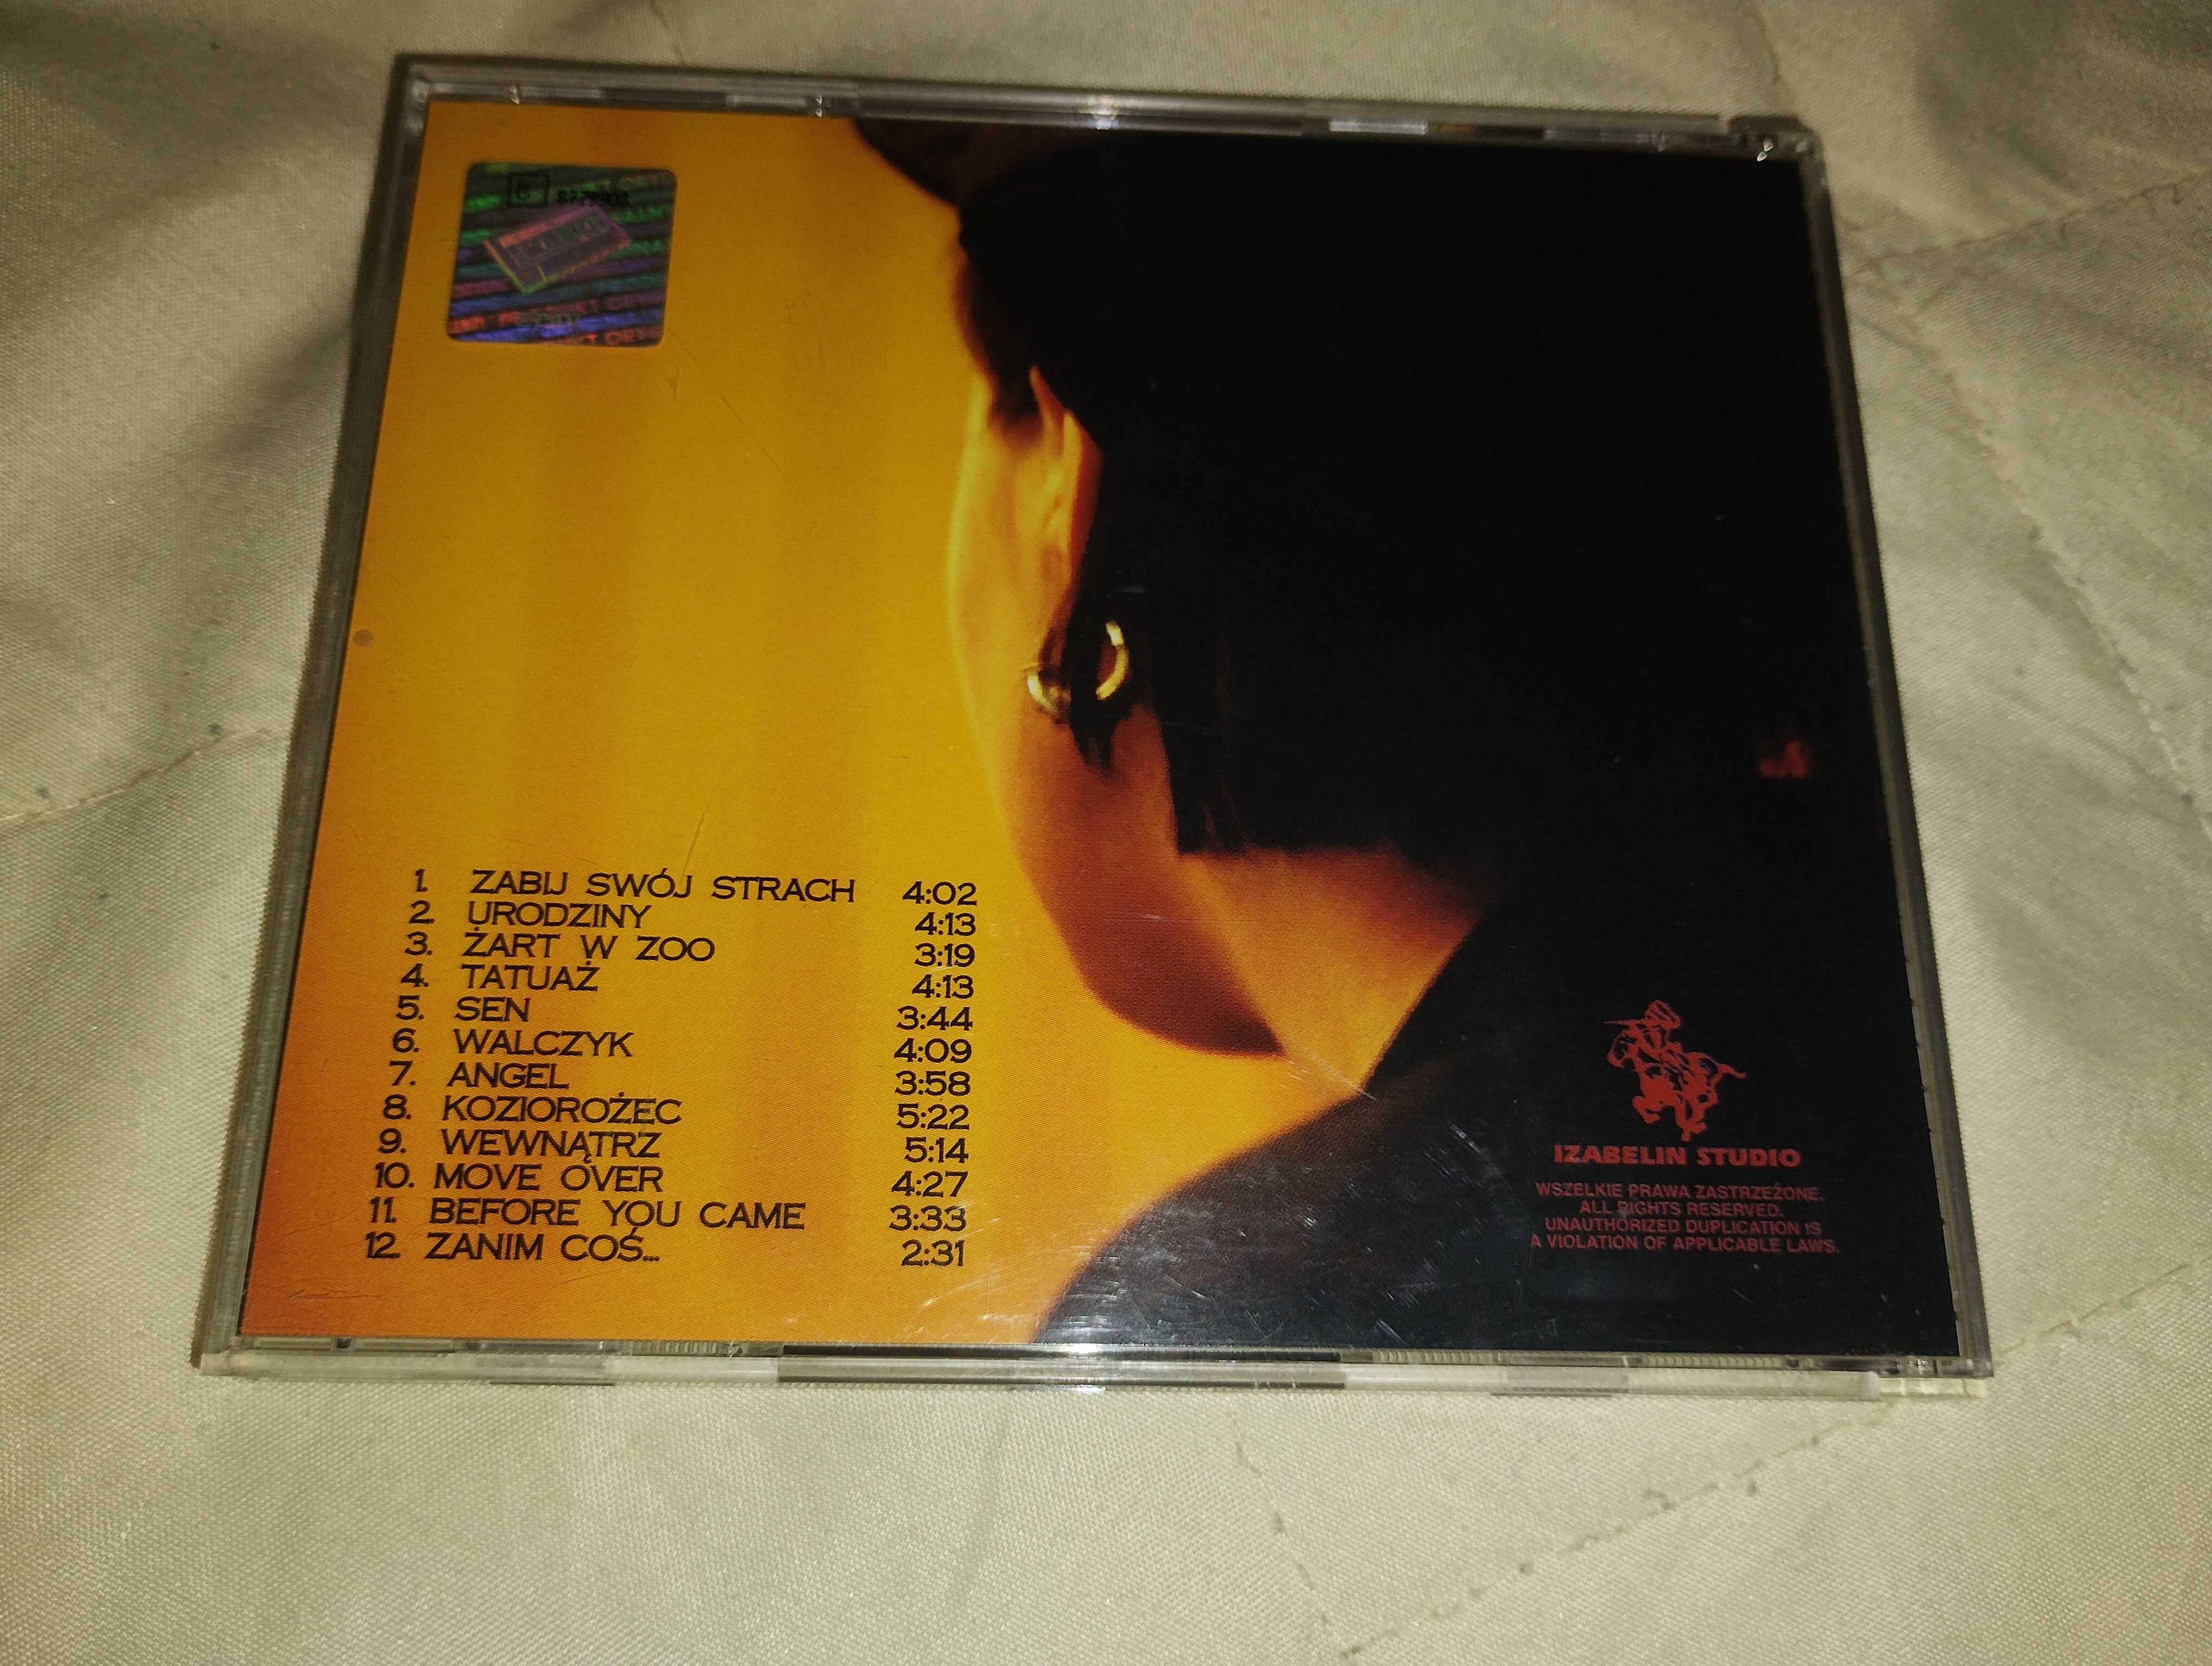 1. ZABIJ SWÓJ STRACH 4:02
2. URODZINY 4:13
3. ŻART W ZOO 3:19
4. TATUAŻ 4:13
5. SEN 3:44
6. WALCZYK 4:09
7. ANGEL 3:58
8. KOZIOROŻEC 5:22
9. WEWNĄTRZ 5:14
10. MOVE OVER 4:27
11. BEFORE YOU CAME 3:33
12. ZANIM COŚ... 2:31
IZABELIN STUDIO
WSZELKIE PRAWA ZASTRZEŻONE.
ALL RIGHTS RESERVED.
UNAUTHORIZED DUPLICATION IS
A VIOLATION OF APPLICABLE LAWS.